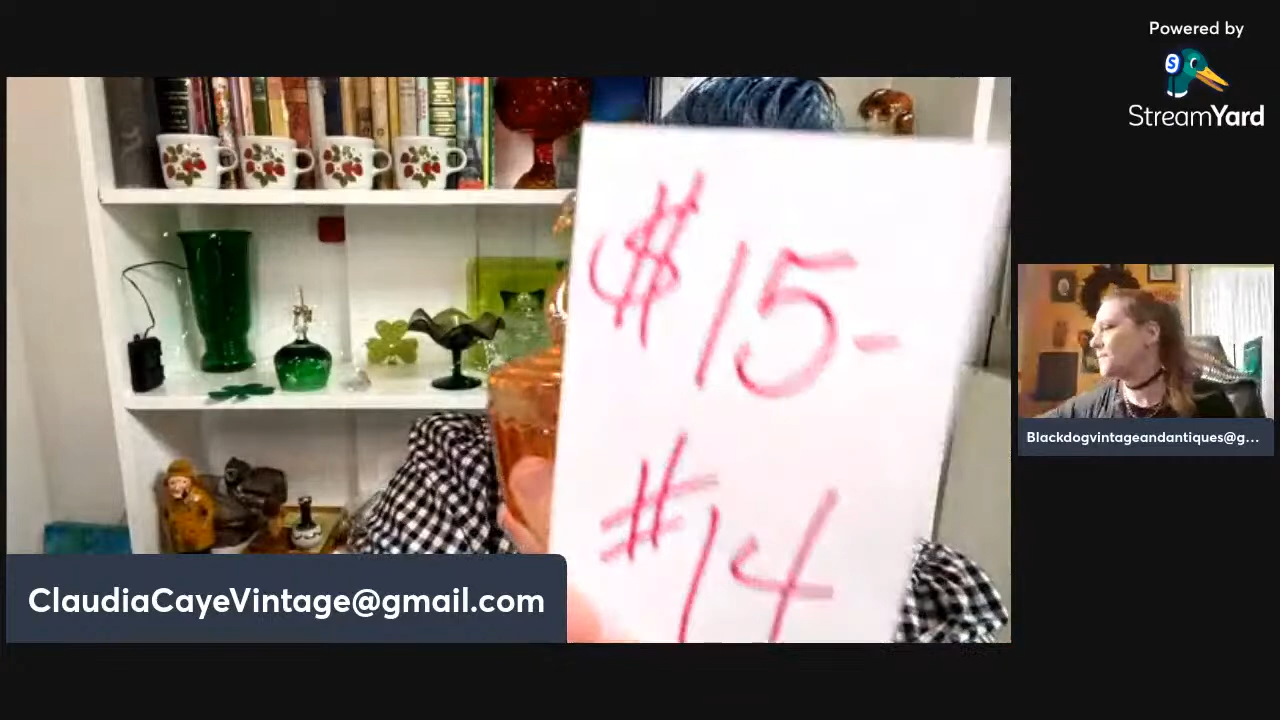 Powered by
StreamYard
$15-
#14
ClaudiaCayeVintage@gmail.com
Blackdogvintageandantiques@g...